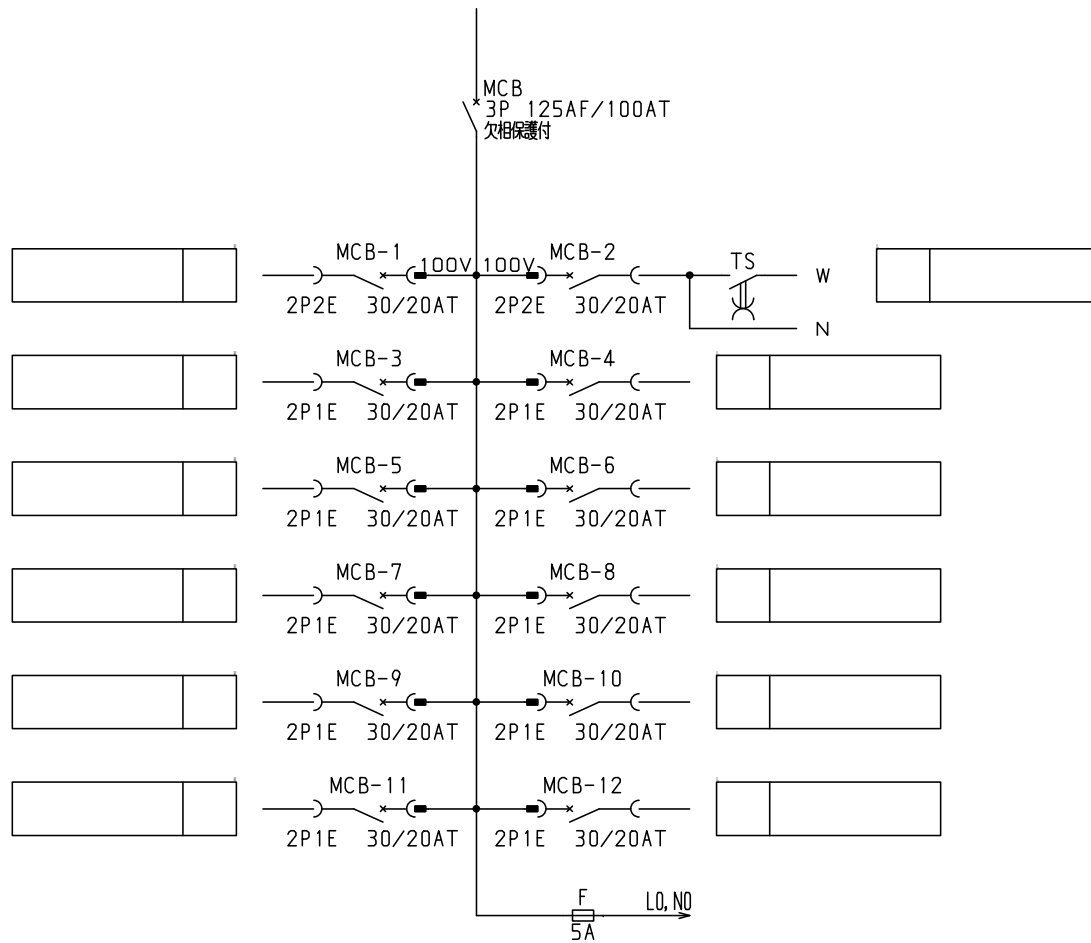 MCB
3P 125AF/100AT
欠相保護付
MCB-1 100V 100V MCB-2 TS W
2P2E 30/20AT 2P2E 30/20AT N
MCB-3 MCB-4
2P1E 30/20AT 2P1E 30/20AT
MCB-5 MCB-6
2P1E 30/20AT 2P1E 30/20AT
MCB-7 MCB-8
2P1E 30/20AT 2P1E 30/20AT
MCB-9 MCB-10
2P1E 30/20AT 2P1E 30/20AT
MCB-11 MCB-12
2P1E 30/20AT 2P1E 30/20AT
F L0,N0
5A